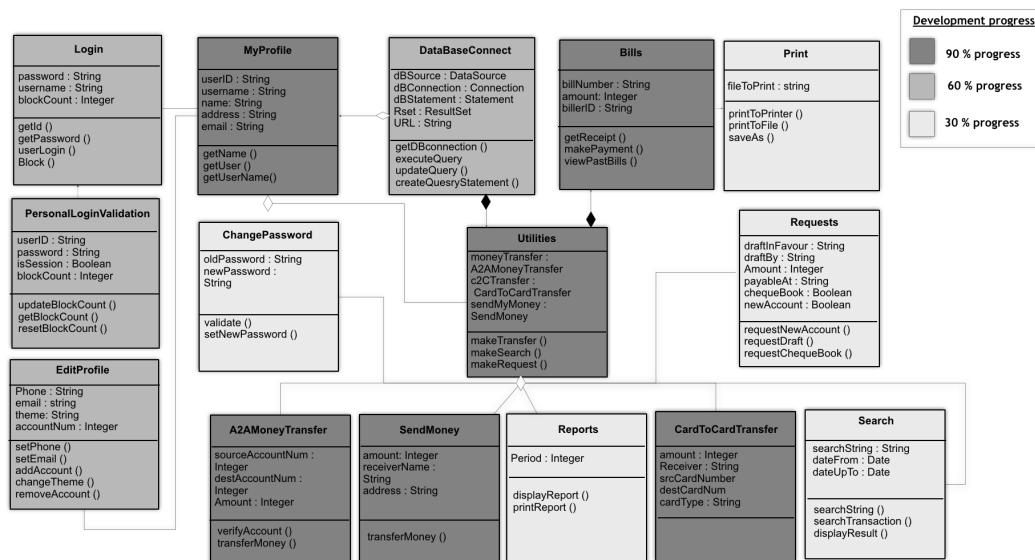 Development progress
90 % progress
60 % progress
30 % progress
Login
password : String
username : String
blockCount : Integer
getId ()
getPassword ()
userLogin ()
Block ()
MyProfile
userID : String
username : String
name: String
address : String
email : String
getName ()
getUser ()
getUserName()
DataBaseConnect
dBSource : DataSource
dBConnection : Connection
dBStatement : Statement
Rset : ResultSet
URL : String
getDBconnection ()
executeQuery
updateQuery ()
createQuesryStatement ()
Bills
billNumber : String
amount: Integer
billerID : String
getReceipt ()
makePayment ()
viewPastBills ()
Print
fileToPrint : string
printToPrinter ()
printToFile ()
saveAs ()
PersonalLoginValidation
userID : String
password : String
isSession : Boolean
blockCount : Integer
updateBlockCount ()
getBlockCount ()
resetBlockCount ()
ChangePassword
oldPassword : String
newPassword :
String
validate ()
setNewPassword ()
Utilities
moneyTransfer :
A2AMoneyTransfer
c2CTransfer :
CardToCardTransfer
sendMyMoney :
SendMoney
makeTransfer ()
makeSearch ()
makeRequest ()
Requests
draftInFavour : String
draftBy : String
Amount : Integer
payableAt : String
chequeBook : Boolean
newAccount : Boolean
requestNewAccount ()
requestDraft ()
requestChequeBook ()
EditProfile
Phone : String
email : string
theme: String
accountNum : Integer
setPhone ()
setEmail ()
addAccount ()
changeTheme ()
removeAccount ()
A2AMoneyTransfer
sourceAccountNum :
Integer
destAccountNum :
Integer
Amount : Integer
verifyAccount ()
transferMoney ()
SendMoney
amount: Integer
receiverName :
String
address : String
transferMoney ()
Reports
Period : Integer
displayReport ()
printReport ()
CardToCardTransfer
amount : Integer
Receiver : String
srcCardNumber
destCardNum
cardType : String
Search
searchString : String
dateFrom : Date
dateUpTo : Date
searchString ()
searchTransaction ()
displayResult ()